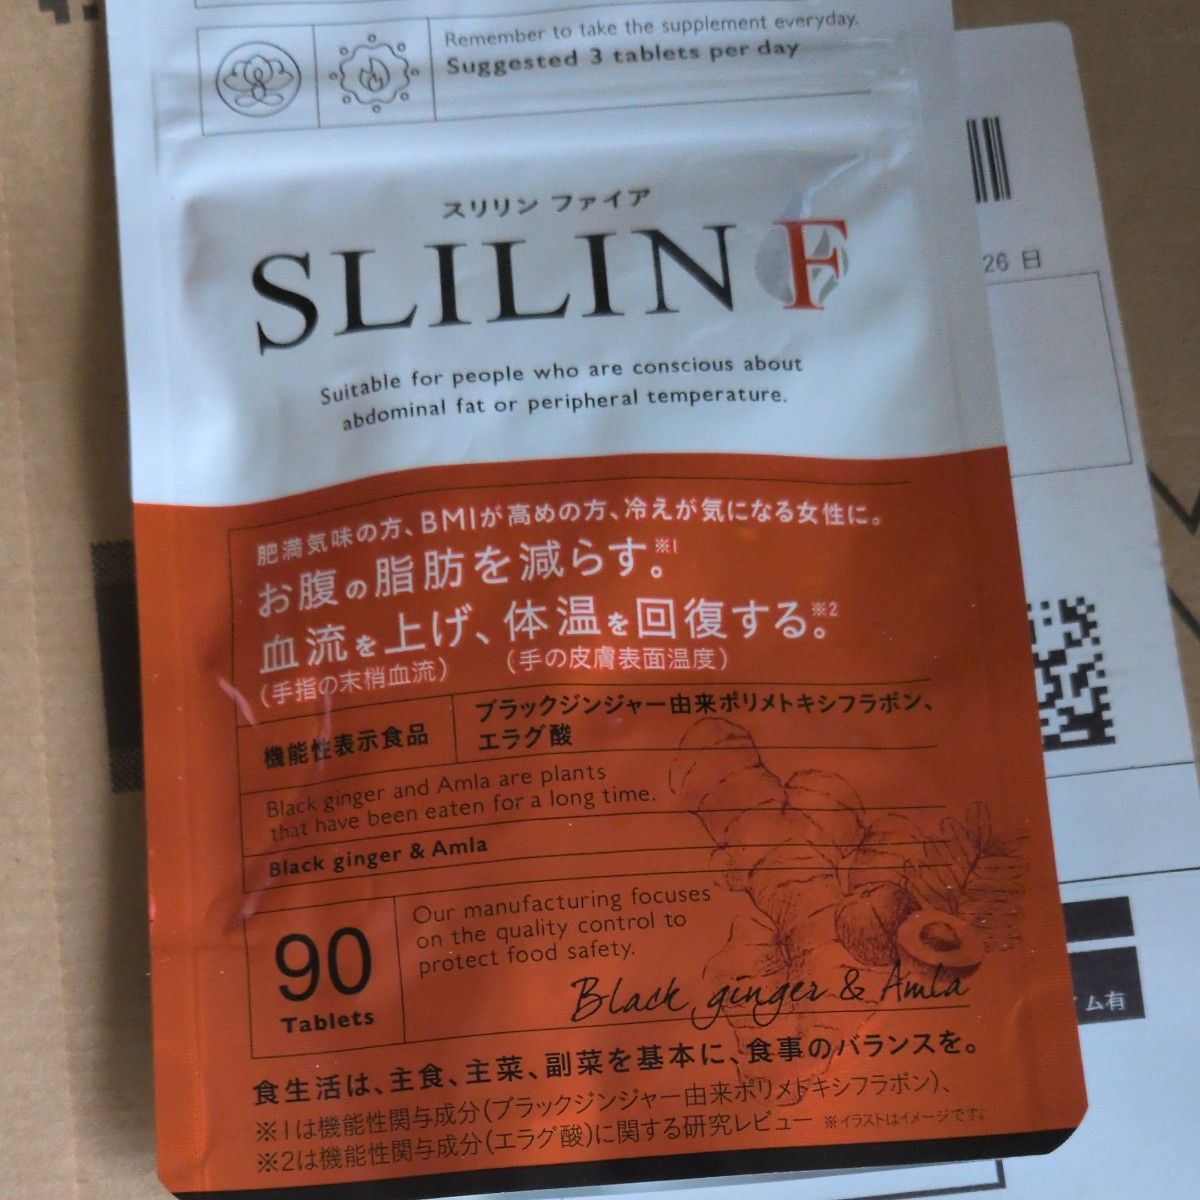 Remember to take the supplement everyday.
Suggested 3 tablets per day
スリリン ファイア
SLILIN F
Suitable for people who are conscious about
abdominal fat or peripheral temperature.
肥満気味の方、BMIが高めの方、冷えが気になる女性に。
お腹の脂肪を減らす。※1
血流を上げ、体温を回復する。※2
(手指の末梢血流) (手の皮膚表面温度)
機能性表示食品
ブラックジンジャー由来ポリメトキシフラボン、
エラグ酸
Black ginger and Amla are plants
that have been eaten for a long time.
Black ginger & Amla
90
Tablets
Our manufacturing focuses
on the quality control to
protect food safety.
Black ginger & Amla
食生活は、主食、主菜、副菜を基本に、食事のバランスを。
※1は機能性関与成分(ブラックジンジャー由来ポリメトキシフラボン)、
※2は機能性関与成分(エラグ酸)に関する研究レビュー ※イラストはイメージです。
26 日
ム有